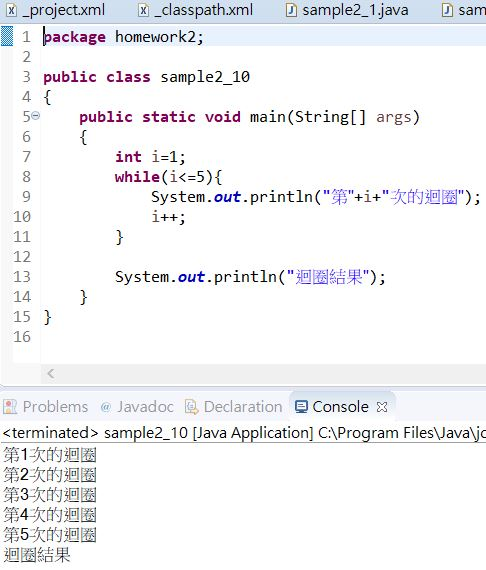 _project.xml _classpath.xml sample2_1.java sam
1 package homework2;
2
3 public class sample2_10
4 {
5 public static void main(String[] args)
6 {
7 int i=1;
8 while(i<=5){
9 System.out.println("第"+i+"次的迴圈");
10 i++;
11 }
12
13 System.out.println("迴圈結果");
14 }
15 }
16
Problems @ Javadoc Declaration Console
<terminated> sample2_10 [Java Application] C:\Program Files\Java\jc
第1次的迴圈
第2次的迴圈
第3次的迴圈
第4次的迴圈
第5次的迴圈
迴圈結果